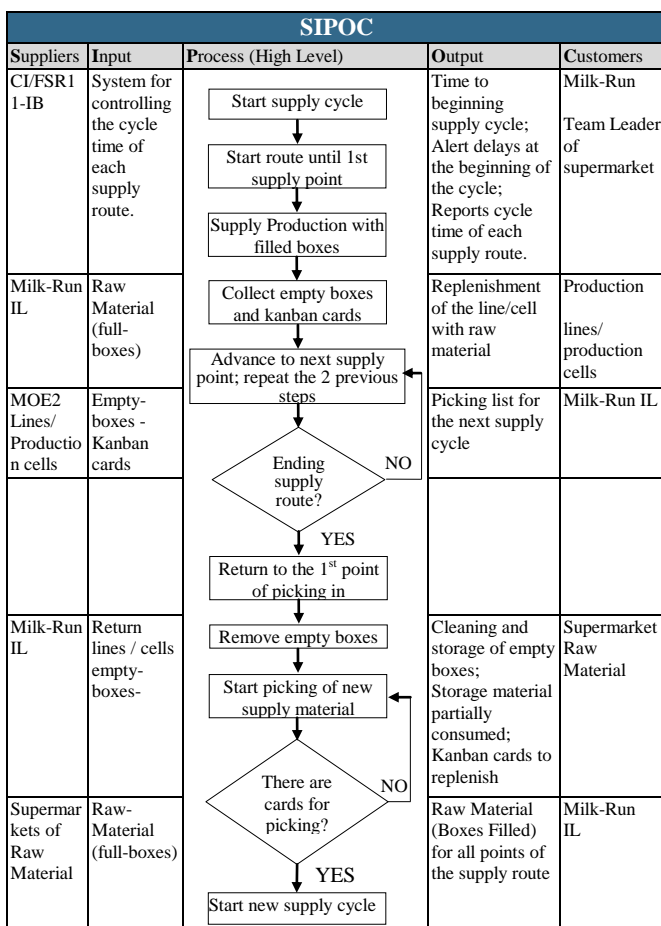 SIPOC
Suppliers
Input
Process (High Level)
Output
Customers
CI/FSR1
1-IB
System for
controlling
the cycle
time of
each
supply
route.
Start supply cycle
Start route until 1st
supply point
Supply Production with
filled boxes
Time to
beginning
supply cycle;
Alert delays at
the beginning of
the cycle;
Reports cycle
time of each
supply route.
Milk-Run
Team Leader
of
supermarket
Milk-Run
IL
Raw
Material
(full-
boxes)
Collect empty boxes
and kanban cards
Advance to next supply
point; repeat the 2 previous
steps
Replenishment
of the line/cell
with raw
material
Production
lines/
production
cells
MOE2
Lines/
Productio
n cells
Empty-
boxes -
Kanban
cards
Ending
supply
route?
NO
YES
Picking list for
the next supply
cycle
Milk-Run IL
Return to the 1st point
of picking in
Milk-Run
IL
Return
lines / cells
empty-
boxes-
Remove empty boxes
Start picking of new
supply material
Cleaning and
storage of empty
boxes;
Storage material
partially
consumed;
Kanban cards to
replenish
Supermarket
Raw
Material
There are
cards for
picking?
NO
YES
Supermar
kets of
Raw
Material
Raw-
Material
(full-boxes)
Start new supply cycle
Raw Material
(Boxes Filled)
for all points of
the supply route
Milk-Run
IL